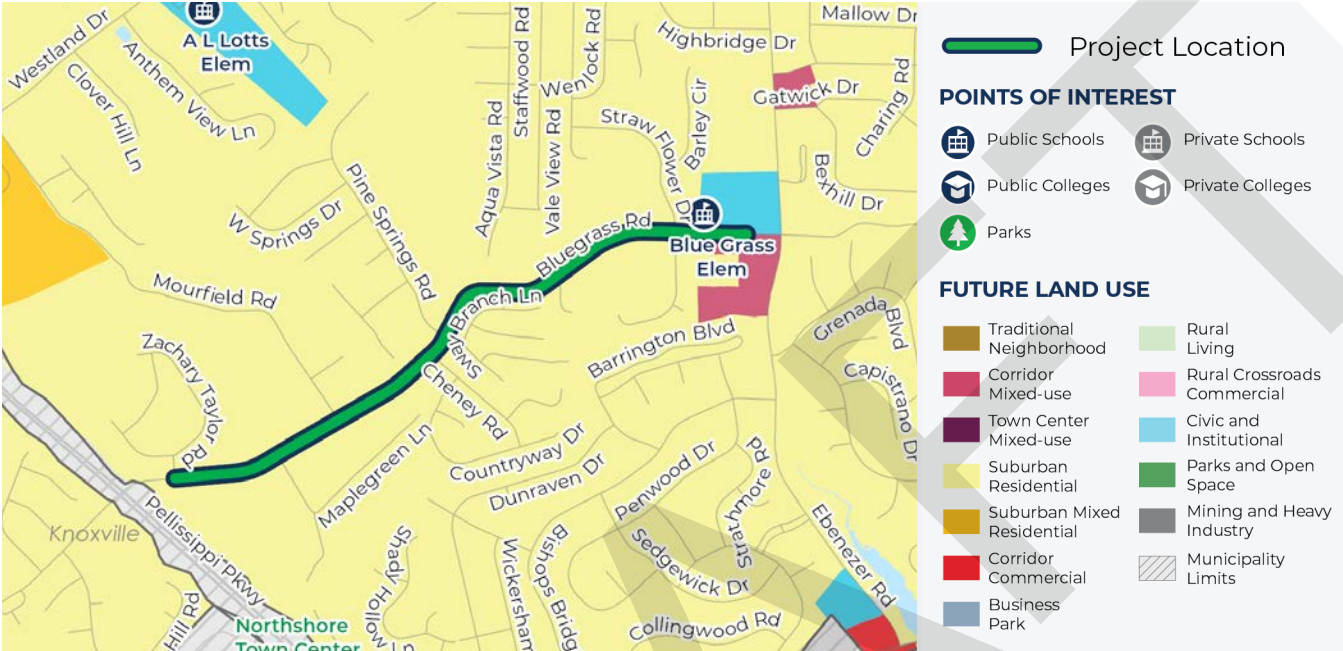 Westland Dr
A L Lotts
Elem
Anthem View Ln
Clover Hill Ln
Staffwood Rd
Wenlock Rd
Highbridge Dr
Mallow Dr
Gatwick Dr
Charing Rd
Aqua Vista Rd
Vale View Rd
Straw Flower Dr
Barley Cir
Bexhill Dr
Pine Springs Rd
W Springs Dr
Bluegrass Rd
Blue Grass
Elem
Mourfield Rd
Branch Ln
Barrington Blvd
Grenada Blvd
Zachary Taylor Rd
Cheney Rd
Capistrano Dr
Maplegreen Ln
Countryway Dr
Dunraven Dr
Penwood Dr
Strathmore Rd
Knoxville
Pellissippi Pkwy
Shady Hollow Ln
Wickersham
Bishops Bridg
Sedgewick Dr
Ebenezer Rd
Hill Rd
Northshore
Town Center
Collingwood Rd
Project Location
POINTS OF INTEREST
Public Schools
Private Schools
Public Colleges
Private Colleges
Parks
FUTURE LAND USE
Traditional
Neighborhood
Corridor
Mixed-use
Town Center
Mixed-use
Suburban
Residential
Suburban Mixed
Residential
Corridor
Commercial
Business
Park
Rural
Living
Rural Crossroads
Commercial
Civic and
Institutional
Parks and Open
Space
Mining and Heavy
Industry
Municipality
Limits